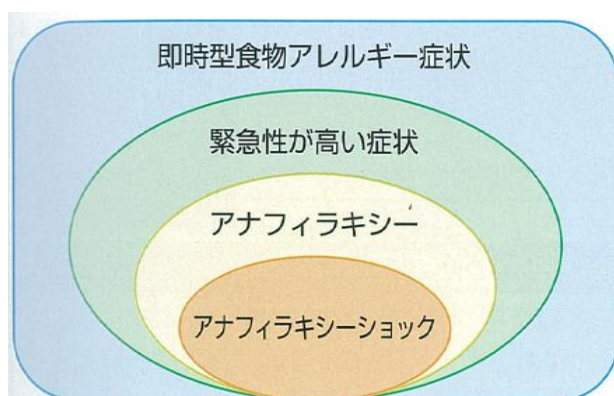 即時型食物アレルギー症状
緊急性が高い症状
アナフィラキシー
アナフィラキシーショック